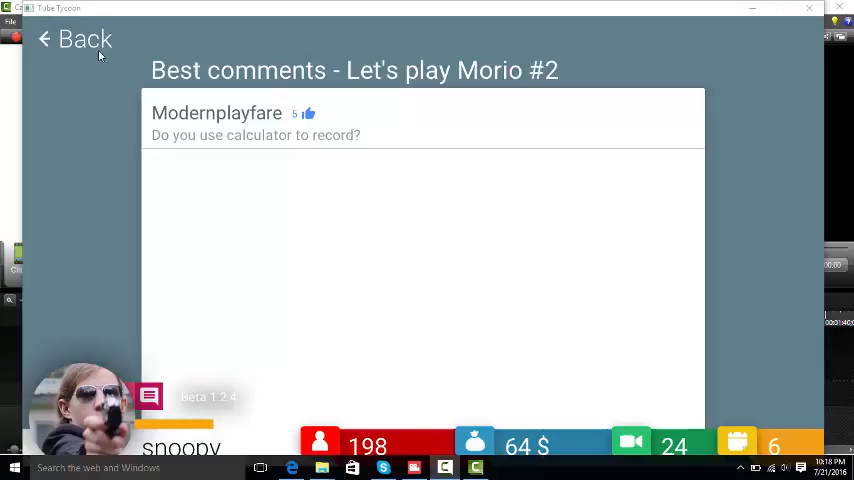 Tube Tycoon
File
Back
Best comments - Let's play Morio #2
Modernplayfare 5
Do you use calculator to record?
Beta 1.2.4
snoopy
198
64 $
24
6
Search the web and Windows
10:18 PM
7/21/2016